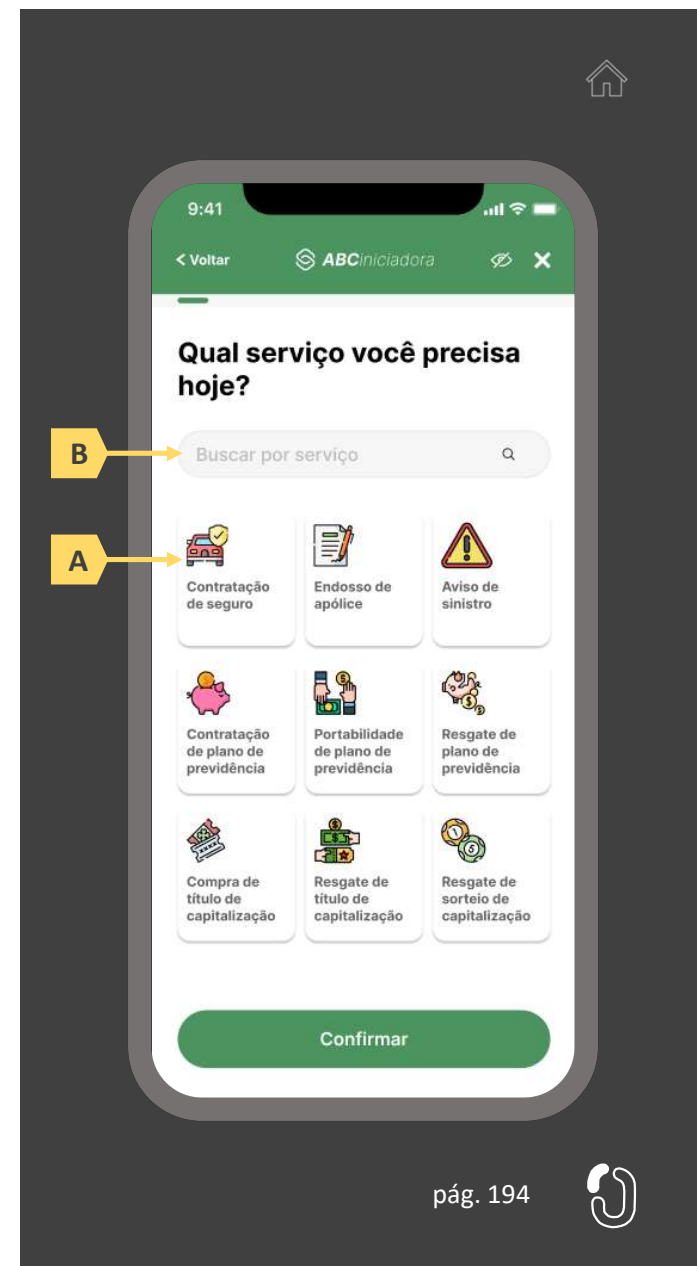 9:41
< Voltar
ABCiniciadora
Qual serviço você precisa
hoje?
B
Buscar por serviço
A
Contratação
de seguro
Endosso de
apólice
Aviso de
sinistro
Contratação
de plano de
previdência
Portabilidade
de plano de
previdência
Resgate de
plano de
previdência
Compra de
título de
capitalização
Resgate de
título de
capitalização
1
5
Resgate de
sorteio de
capitalização
Confirmar
pág. 194